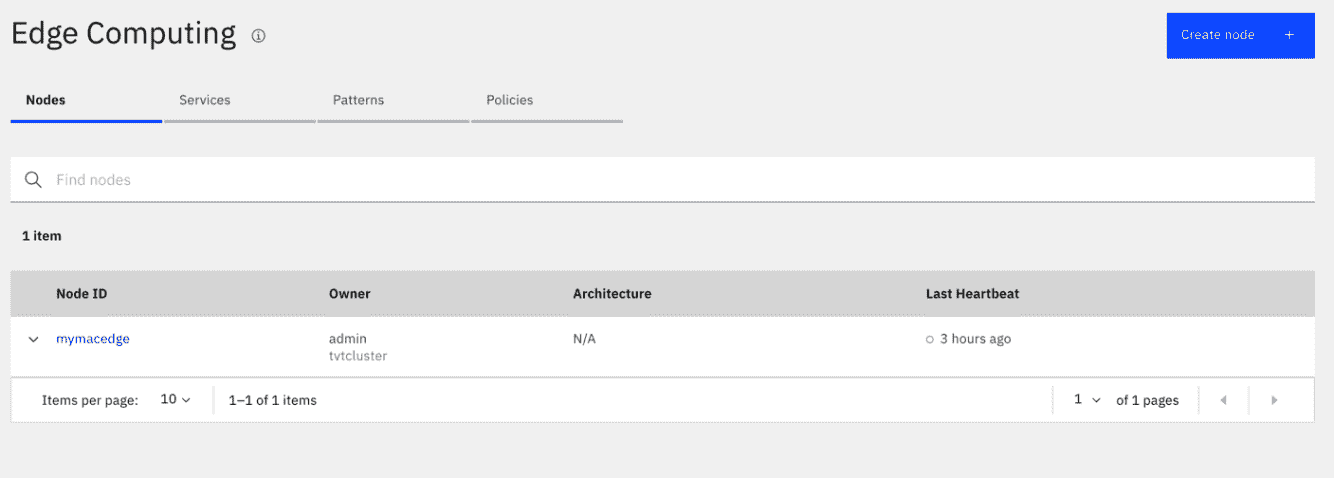 Edge Computing
Create node +
Nodes Services Patterns Policies
Find nodes
1 item
Node ID Owner Architecture Last Heartbeat
mymacedge admin N/A 3 hours ago
tvtcluster
Items per page: 10 1–1 of 1 items 1 of 1 pages